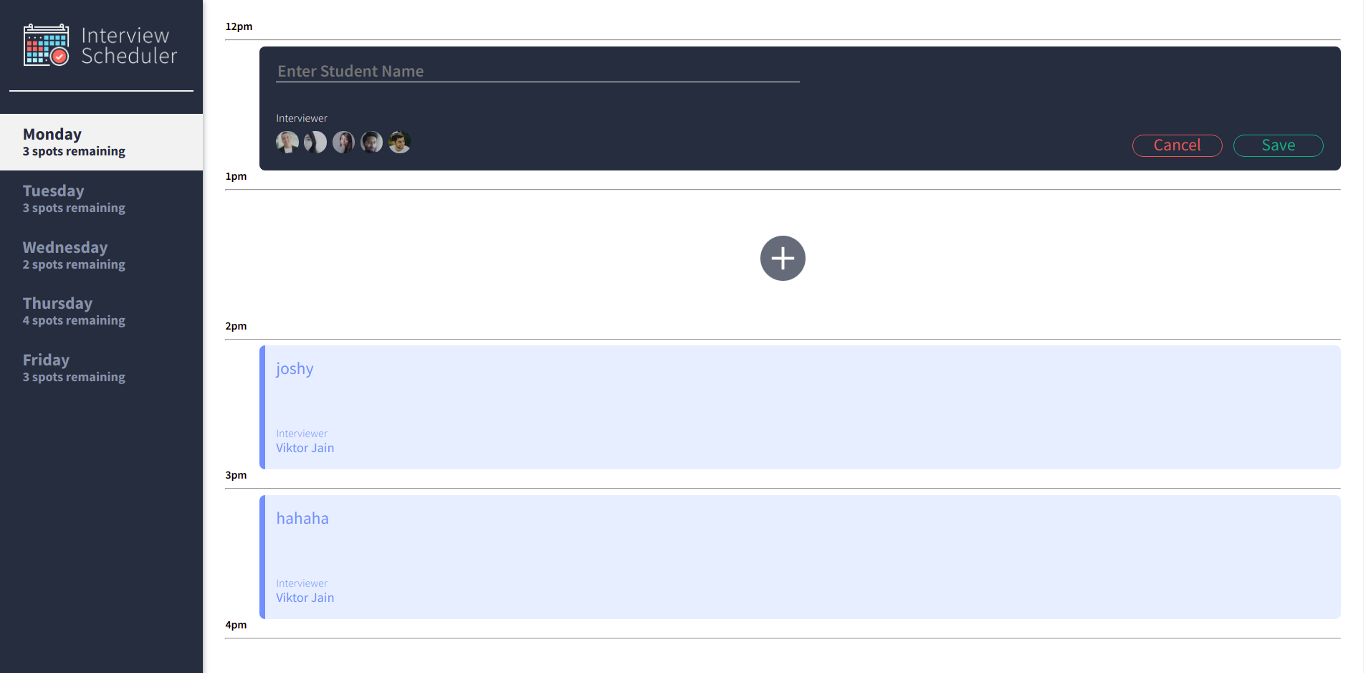 Interview
Scheduler
Monday
3 spots remaining
Tuesday
3 spots remaining
Wednesday
2 spots remaining
Thursday
4 spots remaining
Friday
3 spots remaining
12pm
Enter Student Name
Interviewer
Cancel Save
1pm
2pm
joshy
Interviewer
Viktor Jain
3pm
hahaha
Interviewer
Viktor Jain
4pm